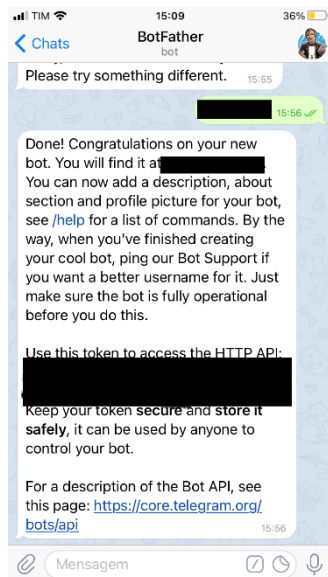 TIM 15:09 36%
Chats BotFather
bot
Please try something different. 15:55
15:56
Done! Congratulations on your new
bot. You will find it at
You can now add a description, about
section and profile picture for your bot,
see /help for a list of commands. By the
way, when you've finished creating
your cool bot, ping our Bot Support if
you want a better username for it. Just
make sure the bot is fully operational
before you do this.
Use this token to access the HTTP API:
Keep your token secure and store it
safely, it can be used by anyone to
control your bot.
For a description of the Bot API, see
this page: https://core.telegram.org/
bots/api 15:56
Mensagem